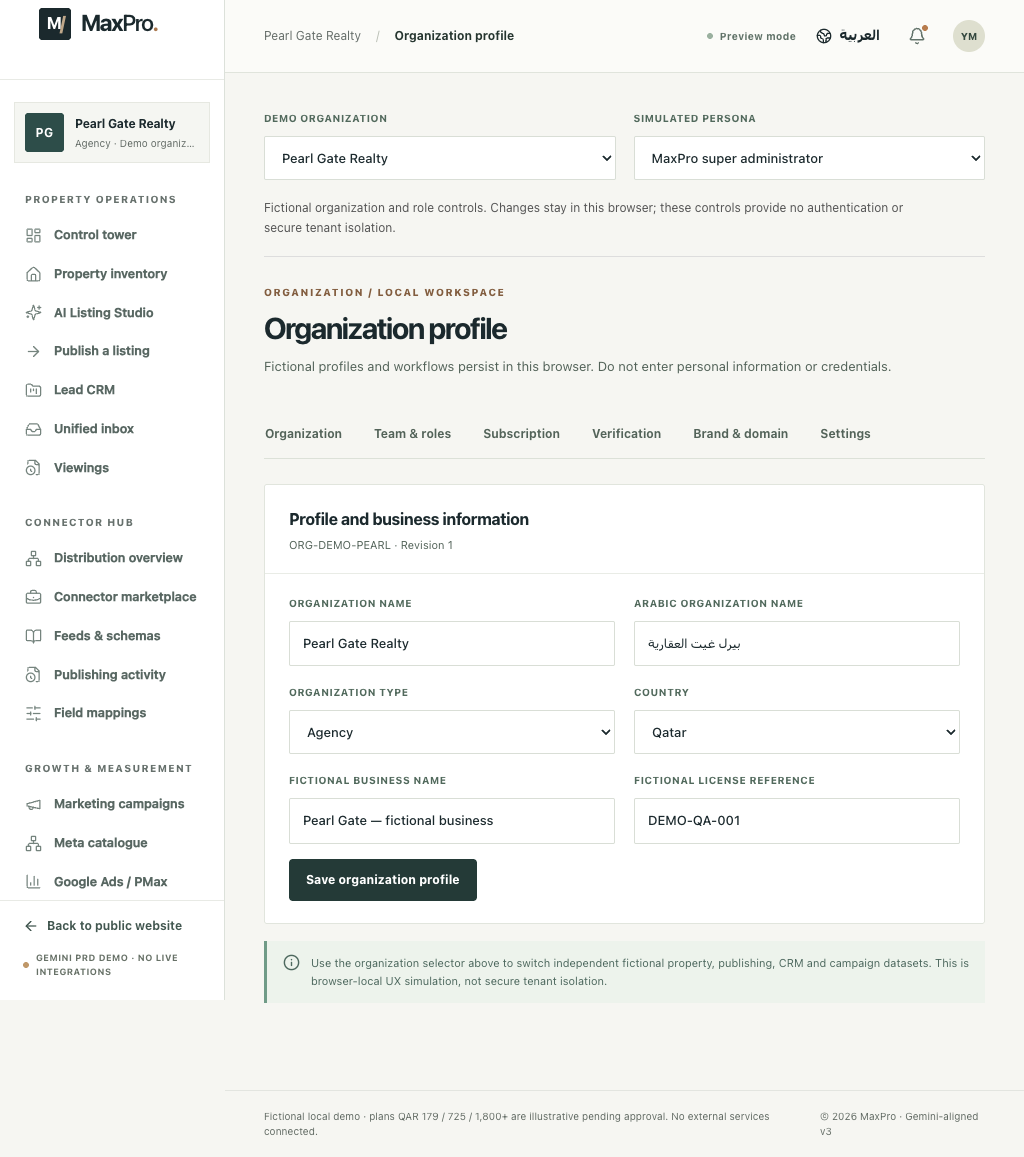 M/ MaxPro.
PG
Pearl Gate Realty
Agency · Demo organiz...
PROPERTY OPERATIONS
Control tower
Property inventory
AI Listing Studio
Publish a listing
Lead CRM
Unified inbox
Viewings
CONNECTOR HUB
Distribution overview
Connector marketplace
Feeds & schemas
Publishing activity
Field mappings
GROWTH & MEASUREMENT
Marketing campaigns
Meta catalogue
Google Ads / PMax
Back to public website
GEMINI PRD DEMO · NO LIVE
INTEGRATIONS
Pearl Gate Realty / Organization profile
Preview mode
العربية
YM
DEMO ORGANIZATION
Pearl Gate Realty
SIMULATED PERSONA
MaxPro super administrator
Fictional organization and role controls. Changes stay in this browser; these controls provide no authentication or
secure tenant isolation.
ORGANIZATION / LOCAL WORKSPACE
Organization profile
Fictional profiles and workflows persist in this browser. Do not enter personal information or credentials.
Organization Team & roles Subscription Verification Brand & domain Settings
Profile and business information
ORG-DEMO-PEARL · Revision 1
ORGANIZATION NAME
Pearl Gate Realty
ARABIC ORGANIZATION NAME
بيرل غيت العقارية
ORGANIZATION TYPE
Agency
COUNTRY
Qatar
FICTIONAL BUSINESS NAME
Pearl Gate — fictional business
FICTIONAL LICENSE REFERENCE
DEMO-QA-001
Save organization profile
Use the organization selector above to switch independent fictional property, publishing, CRM and campaign datasets. This is
browser-local UX simulation, not secure tenant isolation.
Fictional local demo · plans QAR 179 / 725 / 1,800+ are illustrative pending approval. No external services
connected.
© 2026 MaxPro · Gemini-aligned
v3